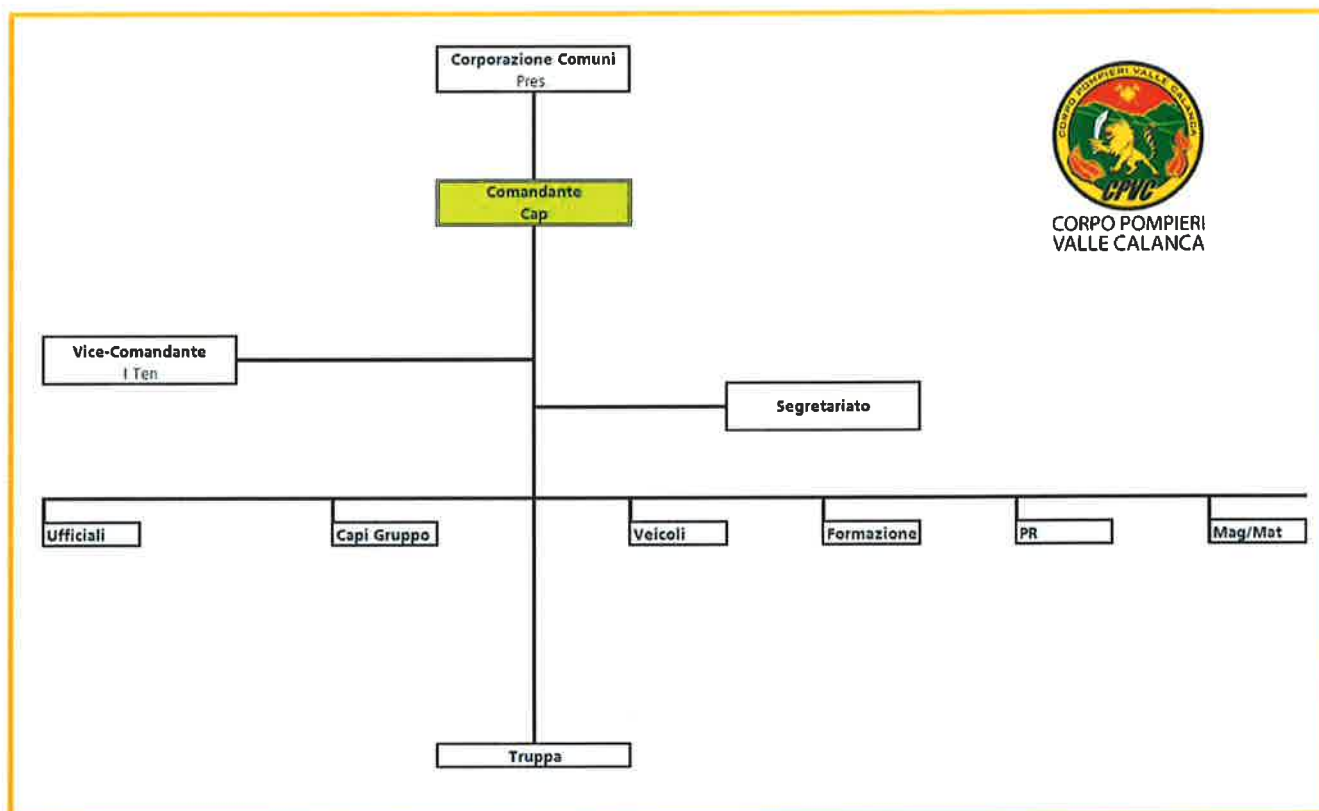 Corporazione Comuni
Pres
CORPO POMPIERI VALLE CALANCA
CPVC
CORPO POMPIERI
VALLE CALANCA
Comandante
Cap
Vice-Comandante
I Ten
Segretariato
Ufficiali
Capi Gruppo
Veicoli
Formazione
PR
Mag/Mat
Truppa